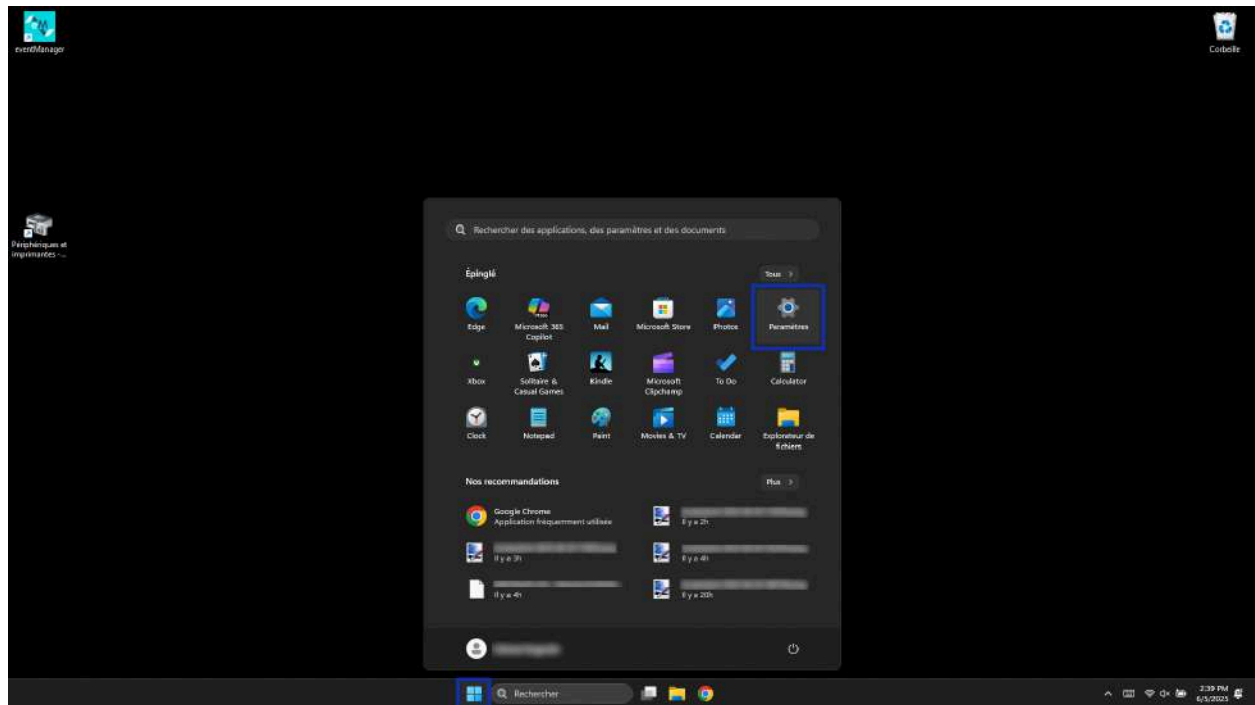 eventManager
Corbeille
Périphériques et
imprimantes -...
Rechercher des applications, des paramètres et des documents
Épinglé
Tous >
Edge
Microsoft 365
Copilot
Mail
Microsoft Store
Photos
Paramètres
Xbox
Solitaire &
Casual Games
Kindle
Microsoft
Clipchamp
To Do
Calculator
Clock
Notepad
Paint
Movies & TV
Calendar
Explorateur de
fichiers
Nos recommandations
Plus >
Google Chrome
Application fréquemment utilisée
Il y a 2h
Il y a 3h
Il y a 4h
Il y a 4h
Il y a 20h
Rechercher
2:39 PM
6/5/2025